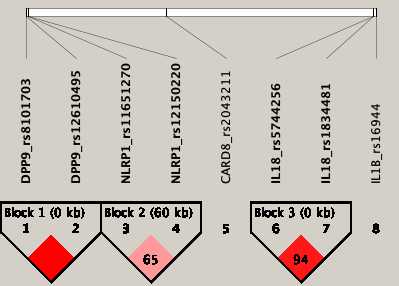 DPP9_rs8101703
DPP9_rs12610495
NLRP1_rs11651270
NLRP1_rs12150220
CARD8_rs2043211
IL18_rs5744256
IL18_rs1834481
IL1B_rs16944
Block 1 (0 kb) Block 2 (60 kb) Block 3 (0 kb)
1 2 3 4 5 6 7 8
65 94